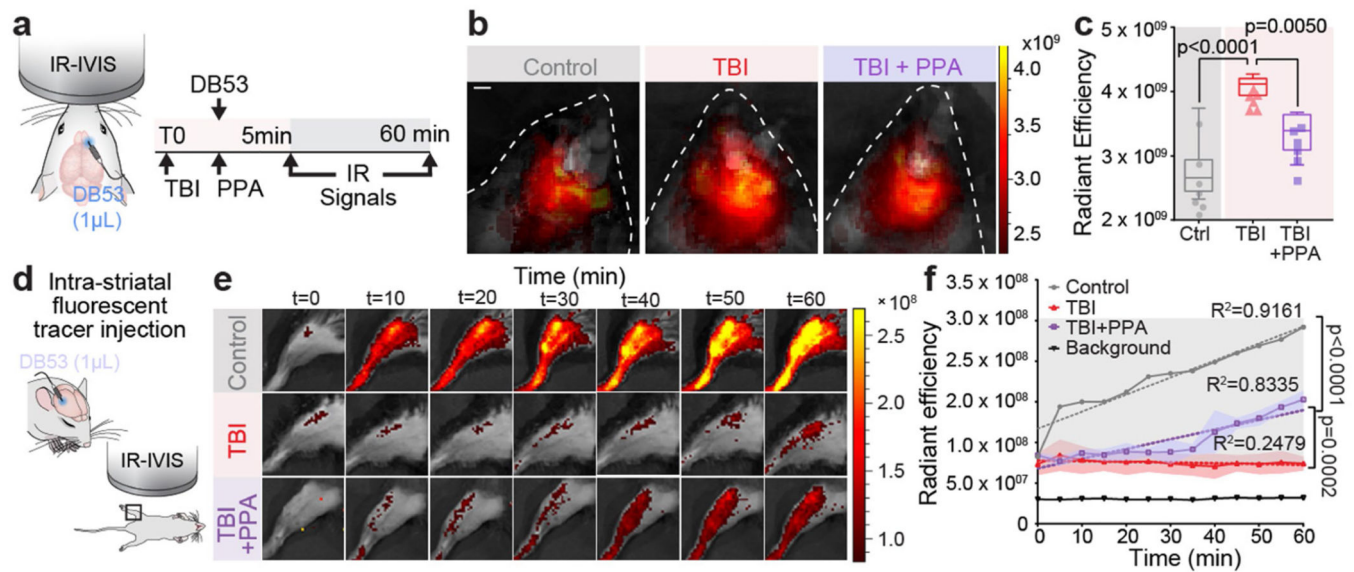 a
IR-IVIS
DB53
(1µL)
DB53
T0 5min 60 min
TBI PPA
IR
Signals
b
Control TBI TBI + PPA
x10⁹
4.0
3.5
3.0
2.5
c
Radiant Efficiency
5 x 10⁰⁹
4 x 10⁰⁹
3 x 10⁰⁹
2 x 10⁰⁹
p=0.0050
p<0.0001
Ctrl TBI TBI
+PPA
d
Intra-striatal
fluorescent
tracer injection
DB53 (1µL)
IR-IVIS
e
Time (min)
t=0 t=10 t=20 t=30 t=40 t=50 t=60
Control
TBI
TBI
+PPA
×10⁸
2.5
2.0
1.5
1.0
f
Radiant efficiency
3.5 x 10⁰⁸
3.0 x 10⁰⁸
2.5 x 10⁰⁸
2.0 x 10⁰⁸
1.0 x 10⁰⁸
5.0 x 10⁰⁷
0
Control
TBI
TBI+PPA
Background
R²=0.9161
R²=0.8335
R²=0.2479
p<0.0001
p=0.0002
0 10 20 30 40 50 60
Time (min)